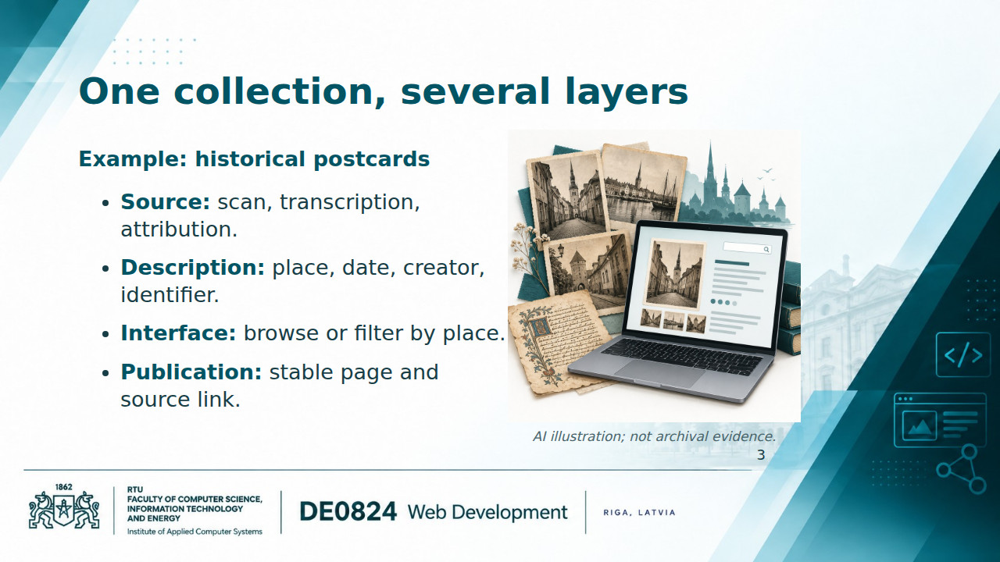 One collection, several layers
Example: historical postcards
• Source: scan, transcription,
attribution.
• Description: place, date, creator,
identifier.
• Interface: browse or filter by place.
• Publication: stable page and
source link.
</>
AI illustration; not archival evidence.
3
1862
RTU
FACULTY OF COMPUTER SCIENCE,
INFORMATION TECHNOLOGY
AND ENERGY
Institute of Applied Computer Systems
DE0824 Web Development
RIGA, LATVIA